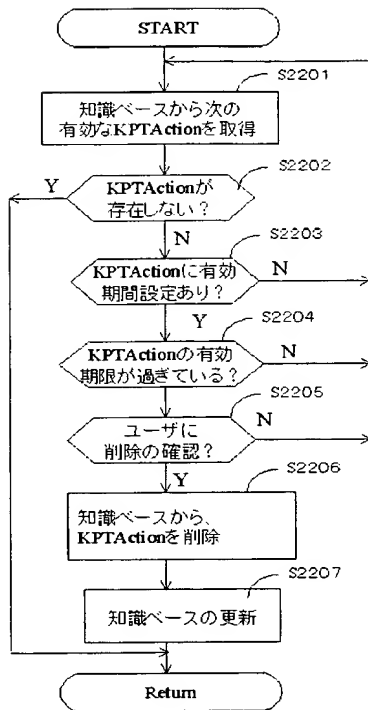 START
S2201
知識ベースから次の
有効なKPTActionを取得
S2202
Y
KPTActionが
存在しない?
N
S2203
KPTActionに有効
期間設定あり?
N
Y
S2204
KPTActionの有効
期限が過ぎている?
N
S2205
ユーザに
削除の確認?
N
Y
S2206
知識ベースから、
KPTActionを削除
S2207
知識ベースの更新
Return